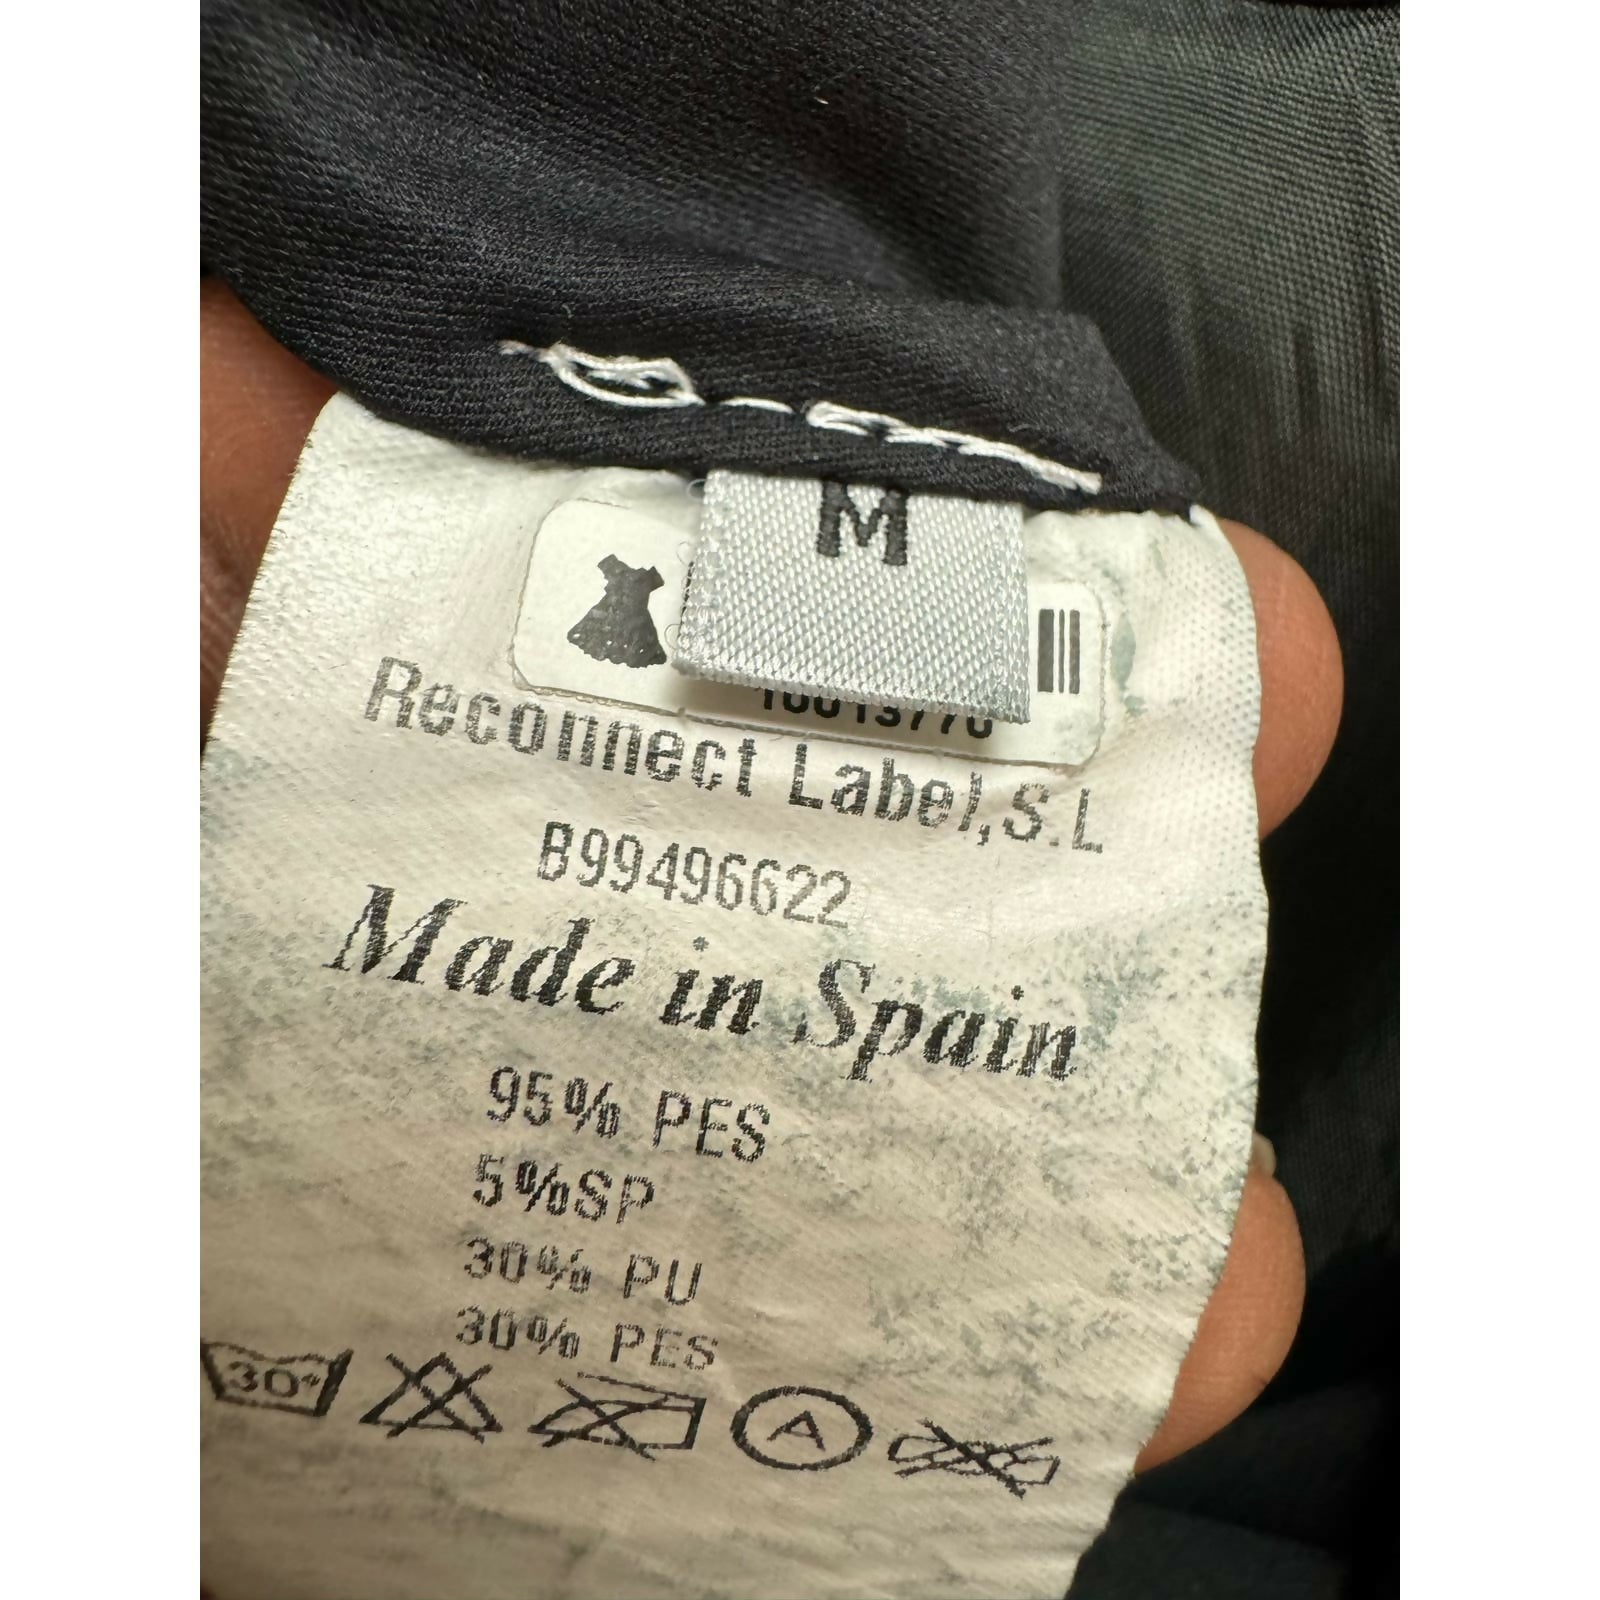 M
Reconnect Label,S.L
B99496622
Made in Spain
95% PES
5%SP
30% PU
30% PES
30°
A